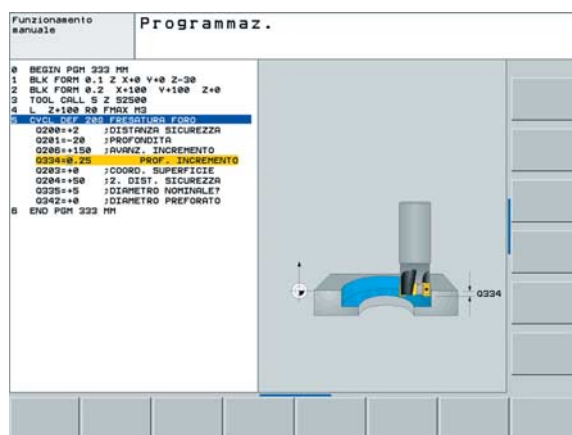 Funzionamento
manuale
Programmaz.
0 BEGIN PGM 333 MM
1 BLK FORM 0.1 Z X+0 Y+0 Z-30
2 BLK FORM 0.2 X+100 Y+100 Z+0
3 TOOL CALL 5 Z S2500
4 L Z+100 R0 FMAX M3
5 CYCL DEF 208 FRESATURA FORO
Q200=+2 ;DISTANZA SICUREZZA
Q201=-20 ;PROFONDITA
Q206=+150 ;AVANZ. INCREMENTO
Q334=0.25 PROF. INCREMENTO
Q203=+0 ;COORD. SUPERFICIE
Q204=+50 ;2. DIST. SICUREZZA
Q335=+5 ;DIAMETRO NOMINALE?
Q342=+0 ;DIAMETRO PREFORATO
6 END PGM 333 MM
Q334